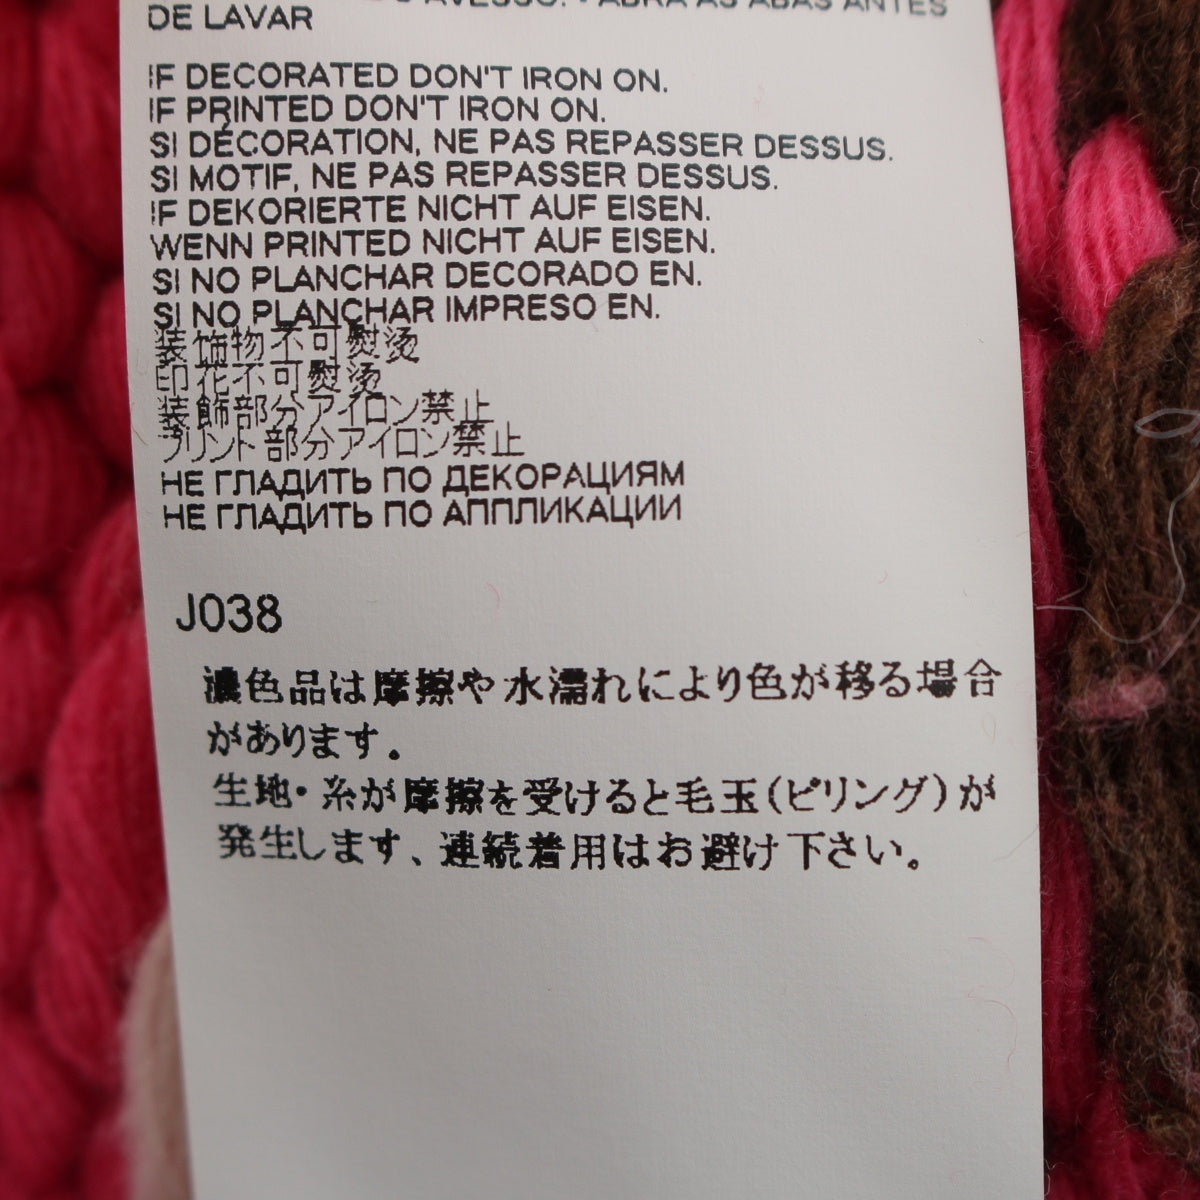 AVESSO. • ABRA AS ABAS ANTES
DE LAVAR
IF DECORATED DON'T IRON ON.
IF PRINTED DON'T IRON ON.
SI DÉCORATION, NE PAS REPASSER DESSUS.
SI MOTIF, NE PAS REPASSER DESSUS.
IF DEKORIERTE NICHT AUF EISEN.
WENN PRINTED NICHT AUF EISEN.
SI NO PLANCHAR DECORADO EN.
SI NO PLANCHAR IMPRESO EN.
装饰物不可熨烫
印花不可熨烫
装飾部分アイロン禁止
プリント部分アイロン禁止
НЕ ГЛАДИТЬ ПО ДЕКОРАЦИЯМ
НЕ ГЛАДИТЬ ПО АППЛИКАЦИИ
J038
濃色品は摩擦や水濡れにより色が移る場合
があります。
生地・糸が摩擦を受けると毛玉(ピリング)が
発生します、連続着用はお避け下さい。